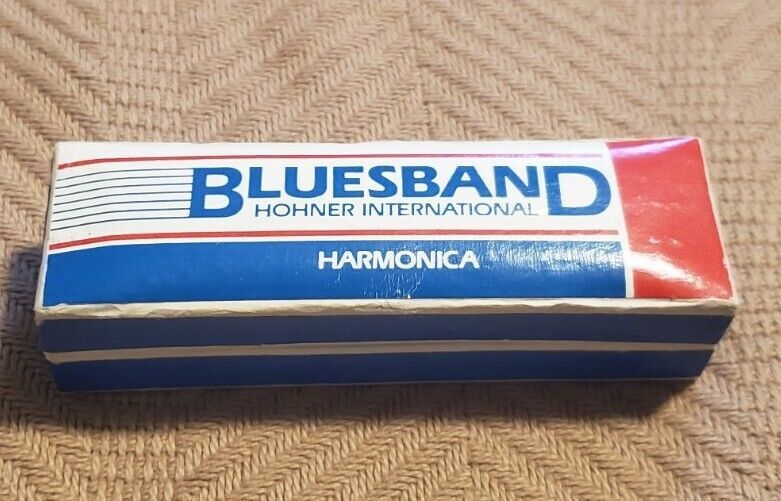 BLUESBAND
HOHNER INTERNATIONAL
HARMONICA